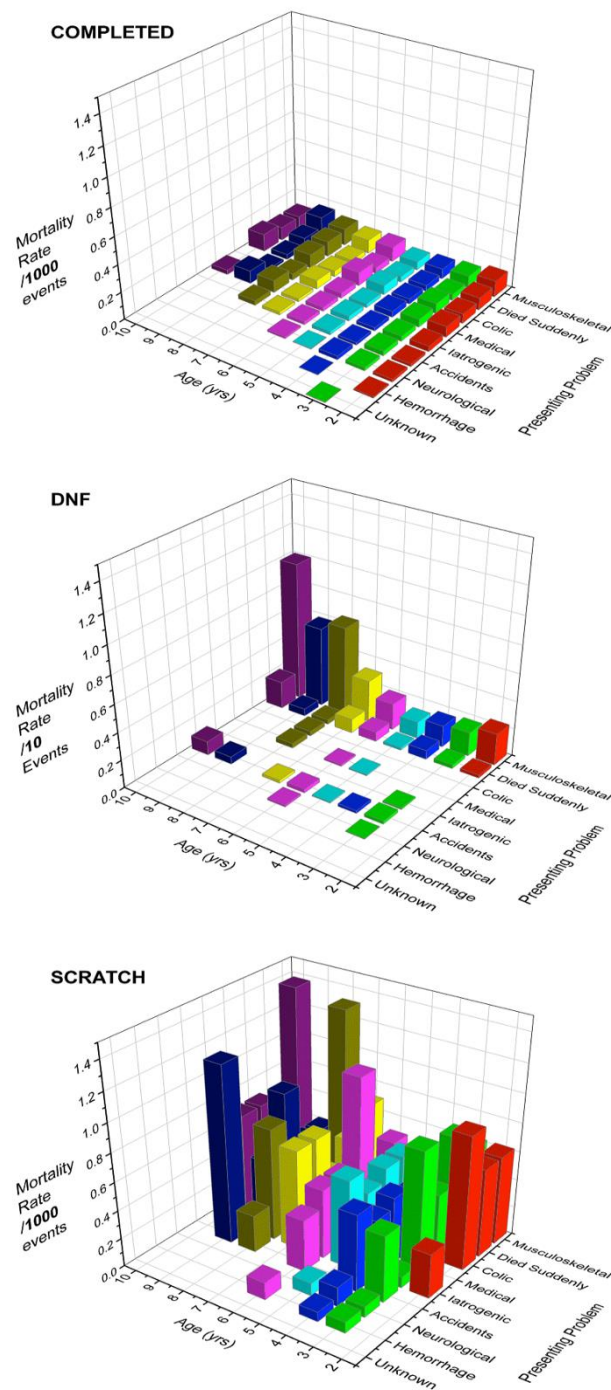 COMPLETED
1.4
1.2
1.0
0.8
0.6
0.4
0.2
0.0
Mortality
Rate
/1000
events
10
9
8
7
6
5
4
3
2
Age (yrs)
Musculoskeletal
Died Suddenly
Colic
Medical
Iatrogenic
Accidents
Neurological
Hemorrhage
Unknown
Presenting Problem
DNF
1.4
1.2
1.0
0.8
0.6
0.4
0.2
0.0
Mortality
Rate
/10
Events
10
9
8
7
6
5
4
3
2
Age (yrs)
Musculoskeletal
Died Suddenly
Colic
Medical
Iatrogenic
Accidents
Neurological
Hemorrhage
Unknown
Presenting Problem
SCRATCH
1.4
1.2
1.0
0.8
0.6
0.4
0.2
0.0
Mortality
Rate
/1000
events
10
9
8
7
6
5
4
3
2
Age (yrs)
Musculoskeletal
Died Suddenly
Colic
Medical
Iatrogenic
Accidents
Neurological
Hemorrhage
Unknown
Presenting Problem